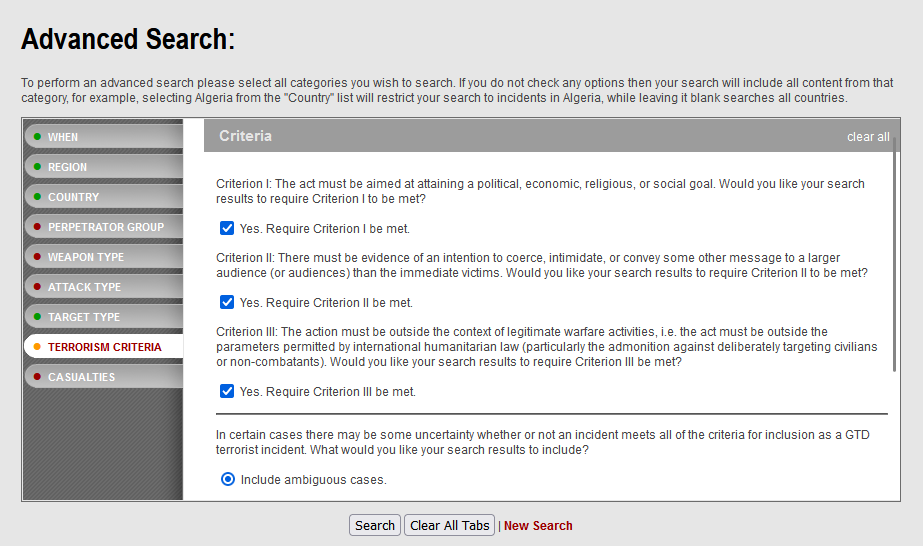 Advanced Search:
To perform an advanced search please select all categories you wish to search. If you do not check any options then your search will include all content from that
category, for example, selecting Algeria from the "Country" list will restrict your search to incidents in Algeria, while leaving it blank searches all countries.
WHEN
REGION
COUNTRY
PERPETRATOR GROUP
WEAPON TYPE
ATTACK TYPE
TARGET TYPE
TERRORISM CRITERIA
CASUALTIES
Criteria
clear all
Criterion I: The act must be aimed at attaining a political, economic, religious, or social goal. Would you like your search
results to require Criterion I to be met?
Yes. Require Criterion I be met.
Criterion II: There must be evidence of an intention to coerce, intimidate, or convey some other message to a larger
audience (or audiences) than the immediate victims. Would you like your search results to require Criterion II to be met?
Yes. Require Criterion II be met.
Criterion III: The action must be outside the context of legitimate warfare activities, i.e. the act must be outside the
parameters permitted by international humanitarian law (particularly the admonition against deliberately targeting civilians
or non-combatants). Would you like your search results to require Criterion III be met?
Yes. Require Criterion III be met.
In certain cases there may be some uncertainty whether or not an incident meets all of the criteria for inclusion as a GTD
terrorist incident. What would you like your search results to include?
Include ambiguous cases.
Search Clear All Tabs | New Search